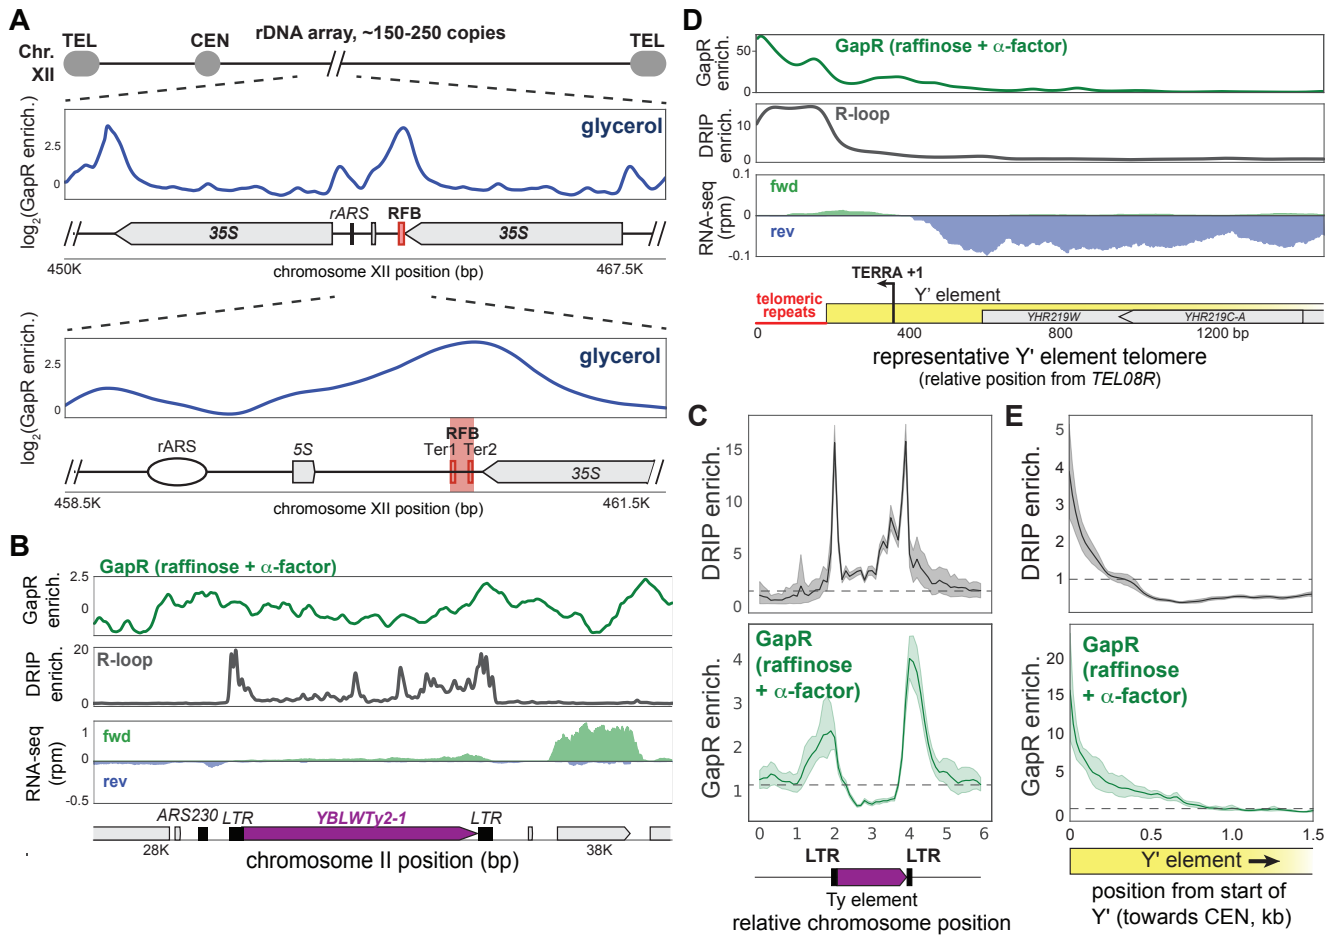 A
TEL
CEN
rDNA array, ~150-250 copies
TEL
Chr.
XII
log2(GapR enrich.)
2.5
0
glycerol
35S
rARS
RFB
35S
450K
chromosome XII position (bp)
467.5K
log2(GapR enrich.)
2.5
0
glycerol
rARS
5S
RFB
Ter1
Ter2
35S
458.5K
chromosome XII position (bp)
461.5K
B
GapR (raffinose + α-factor)
GapR
enrich.
2.5
0
DRIP
enrich.
20
0
R-loop
RNA-seq
(rpm)
1
0
-0.5
fwd
rev
ARS230
LTR
YBLWTy2-1
LTR
28K
38K
chromosome II position (bp)
D
GapR
enrich.
50
0
GapR (raffinose + α-factor)
DRIP
enrich.
10
0
R-loop
RNA-seq
(rpm)
0.1
0
-0.1
fwd
rev
TERRA +1
telomeric
repeats
Y' element
YHR219W
YHR219C-A
0
400
800
1200 bp
representative Y' element telomere
(relative position from TEL08R)
C
DRIP enrich.
15
10
5
0
GapR enrich.
4
3
2
1
GapR
(raffinose
+ α-factor)
0 1 2 3 4 5 6
LTR
LTR
Ty element
relative chromosome position
E
DRIP enrich.
5
4
3
2
1
0
GapR enrich.
20
15
10
5
0
GapR
(raffinose
+ α-factor)
0 0.5 1.0 1.5
Y' element
position from start of
Y' (towards CEN, kb)